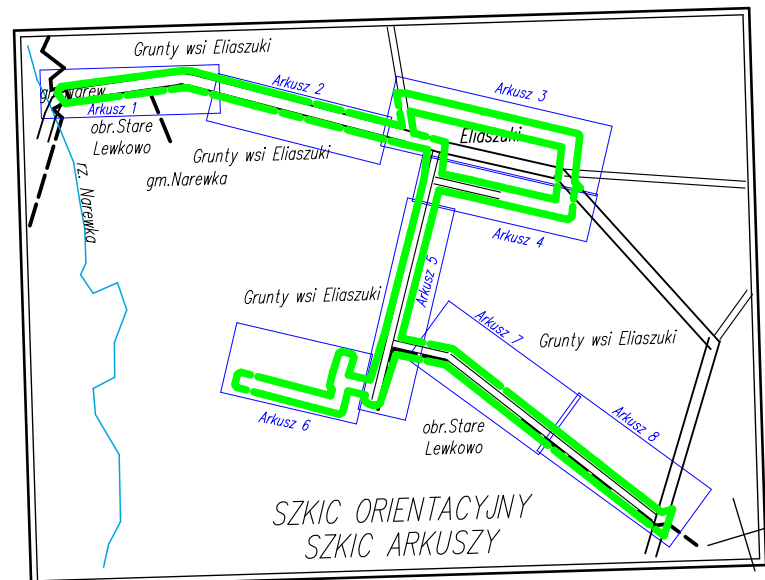 Grunty wsi Eliaszuki
Arkusz 2
Arkusz 3
Arkusz 1
obr.Stare
Lewkowo
Eliaszuki
Grunty wsi Eliaszuki
gm.Narewka
rz. Narewka
Arkusz 4
Arkusz 5
Grunty wsi Eliaszuki
Arkusz 7
Grunty wsi Eliaszuki
Arkusz 6
obr.Stare
Lewkowo
Arkusz 8
SZKIC ORIENTACYJNY
SZKIC ARKUSZY